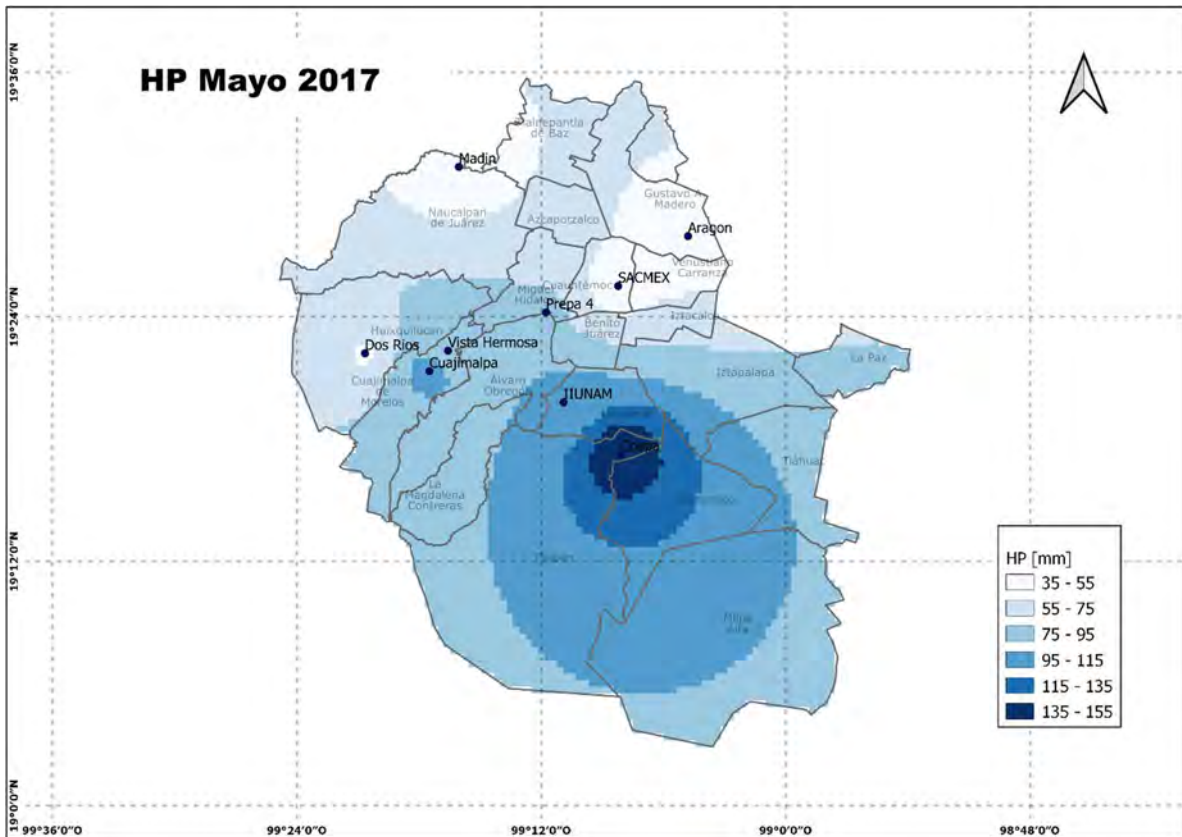 HP Mayo 2017
19°36'0"N
19°24'0"N
19°12'0"N
19°0'0"N
de Baz
Madin
Gustavo A.
Madero
Naucalpan
de Juárez
Azcapotzalco
Aragon
Venustiano
Carranza
SACMEX
Cuauhtémoc
Miguel
Hidalgo
Prepa 4
Iztacalco
Benito
Juárez
Huixquilucan
Vista Hermosa
Dos Rios
Cuajimalpa
La Paz
Iztapalapa
Cuajimalpa
de
Morelos
Alvaro
Obregón
IIUNAM
Tláhuac
La
Magdalena
Contreras
Tlalpan
Milpa
Alta
HP [mm]
35 - 55
55 - 75
75 - 95
95 - 115
115 - 135
135 - 155
99°36'0"O
99°24'0"O
99°12'0"O
99°0'0"O
98°48'0"O